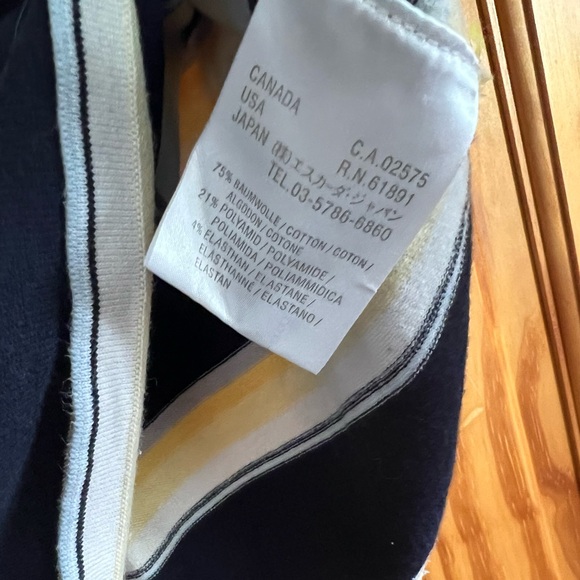 CANADA C.A.02575
USA R.N.61891
JAPAN (株)エスカーダ・ジャパン
TEL.03-5786-6860
75% BAUMWOLLE / COTTON / COTON /
ALGODON / COTONE
21% POLYAMID / POLYAMIDE /
POLIAMIDA / POLIAMMIDICA
4% ELASTHAN / ELASTANE /
ELASTHANNE / ELASTANO /
ELASTAN